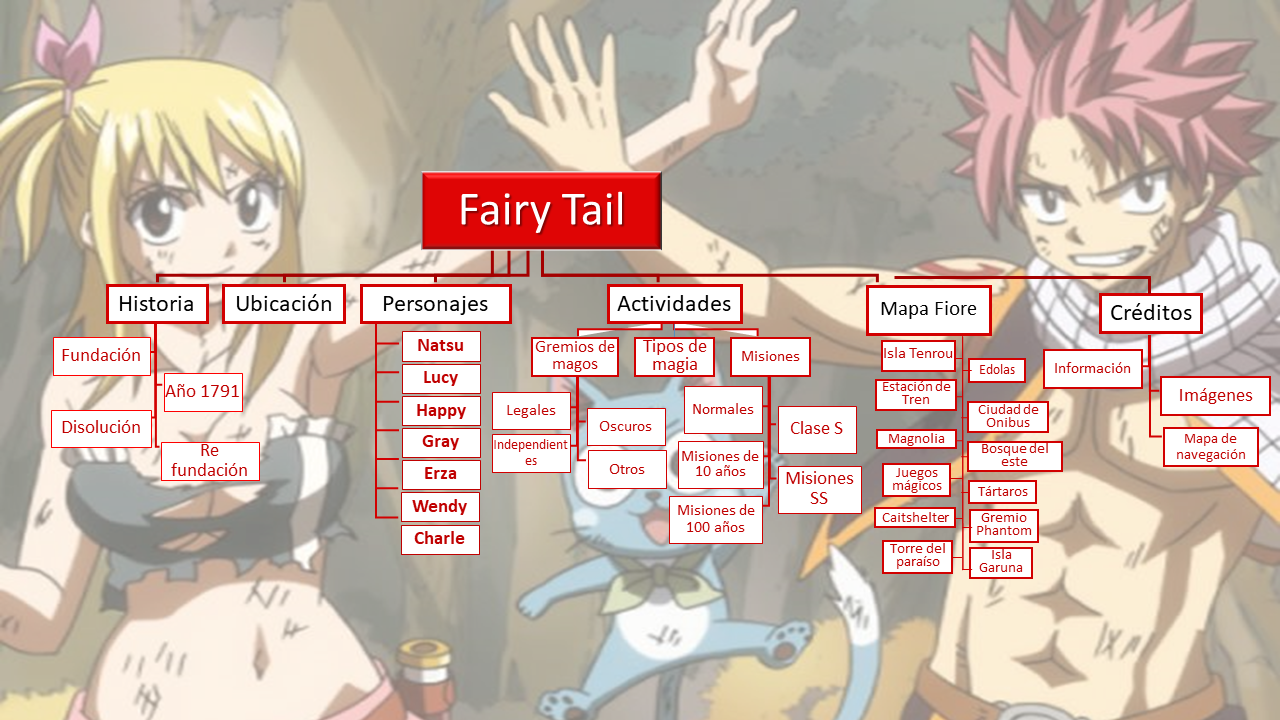 Fairy Tail
Historia
Ubicación
Personajes
Actividades
Mapa Fiore
Créditos
Fundación
Año 1791
Disolución
Re
fundación
Natsu
Lucy
Happy
Gray
Erza
Wendy
Charle
Gremios de
magos
Legales
Oscuros
Independient
es
Otros
Tipos de
magia
Misiones
Normales
Clase S
Misiones de
10 años
Misiones
SS
Misiones de
100 años
Isla Tenrou
Edolas
Estación de
Tren
Ciudad de
Onibus
Magnolia
Bosque del
este
Juegos
mágicos
Tártaros
Caitshelter
Gremio
Phantom
Torre del
paraíso
Isla
Garuna
Información
Imágenes
Mapa de
navegación